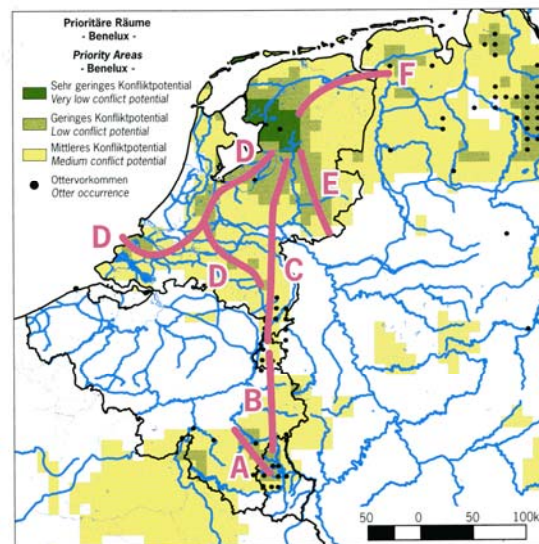 Prioritäre Räume
- Benelux -
Priority Areas
- Benelux -
Sehr geringes Konfliktpotential
Very low conflict potential
Geringes Konfliktpotential
Low conflict potential
Mittleres Konfliktpotential
Medium conflict potential
Ottervorkommen
Otter occurrence
F
D
E
D
C
D
B
A
50 0 50 100k